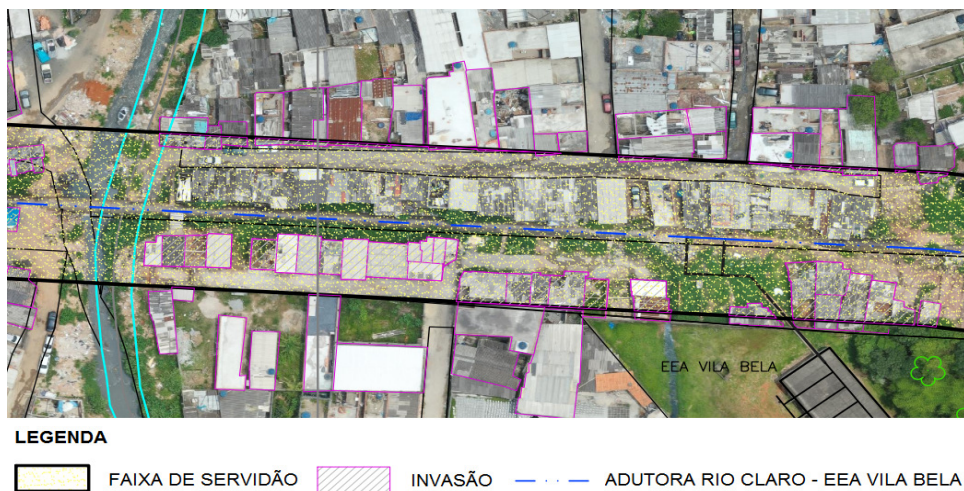 EEA VILA BELA
LEGENDA
FAIXA DE SERVIDÃO INVASÃO ADUTORA RIO CLARO - EEA VILA BELA